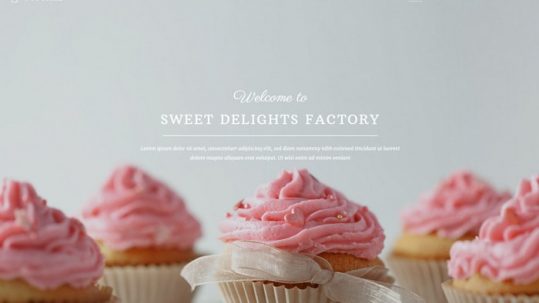 Welcome to
SWEET DELIGHTS FACTORY
Lorem ipsum dolor sit amet, consectetur adipiscing elit, sed diam nonummy nibh euismod tincidunt ut laoreet
dolore magna aliquam erat volutpat. Ut wisi enim ad minim veniam